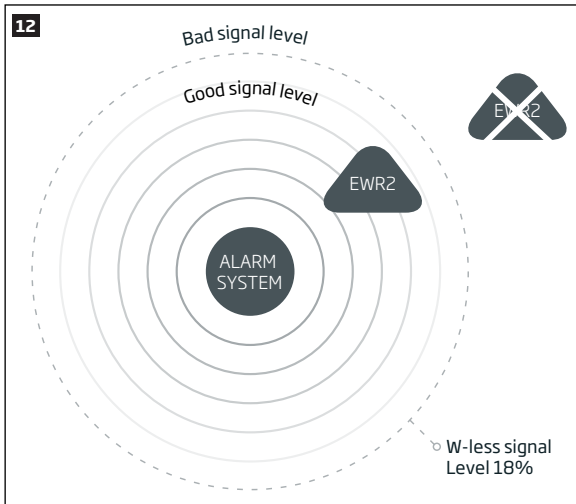 12
Bad signal level
Good signal level
EWR2
EWR2
ALARM
SYSTEM
W-less signal
Level 18%